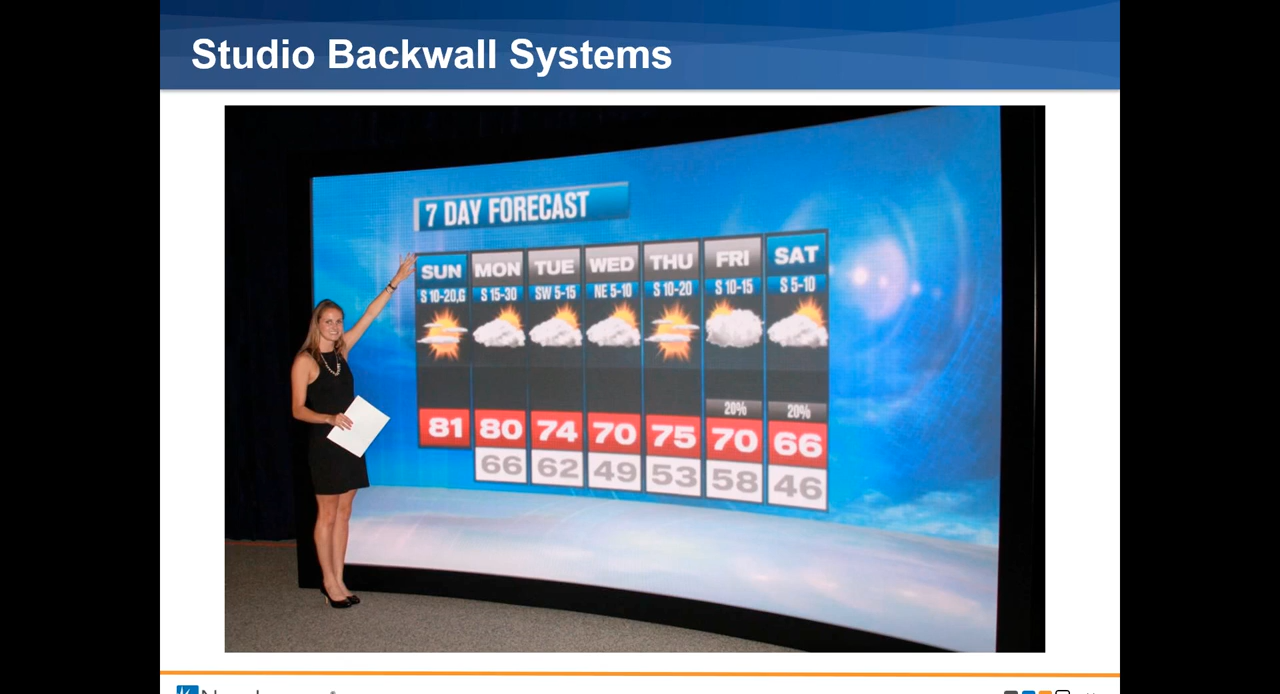 Studio Backwall Systems
7 DAY FORECAST
SUN MON TUE WED THU FRI SAT
S 10-20,G S 15-30 SW 5-15 NE 5-10 S 10-20 S 10-15 S 5-10
20% 20%
81 80 74 70 75 70 66
66 62 49 53 58 46